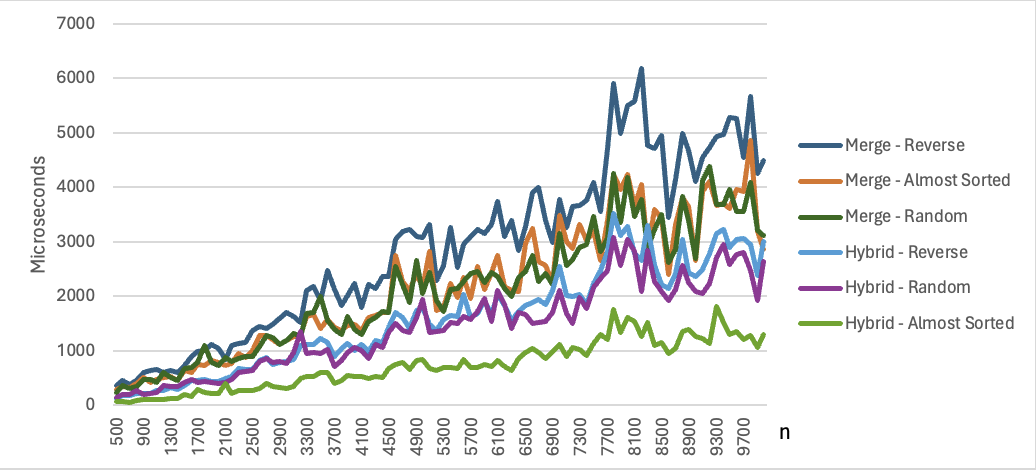 7000
6000
5000
4000
3000
2000
1000
0
Microseconds
500 900 1300 1700 2100 2500 2900 3300 3700 4100 4500 4900 5300 5700 6100 6500 6900 7300 7700 8100 8500 8900 9300 9700
n
Merge - Reverse
Merge - Almost Sorted
Merge - Random
Hybrid - Reverse
Hybrid - Random
Hybrid - Almost Sorted